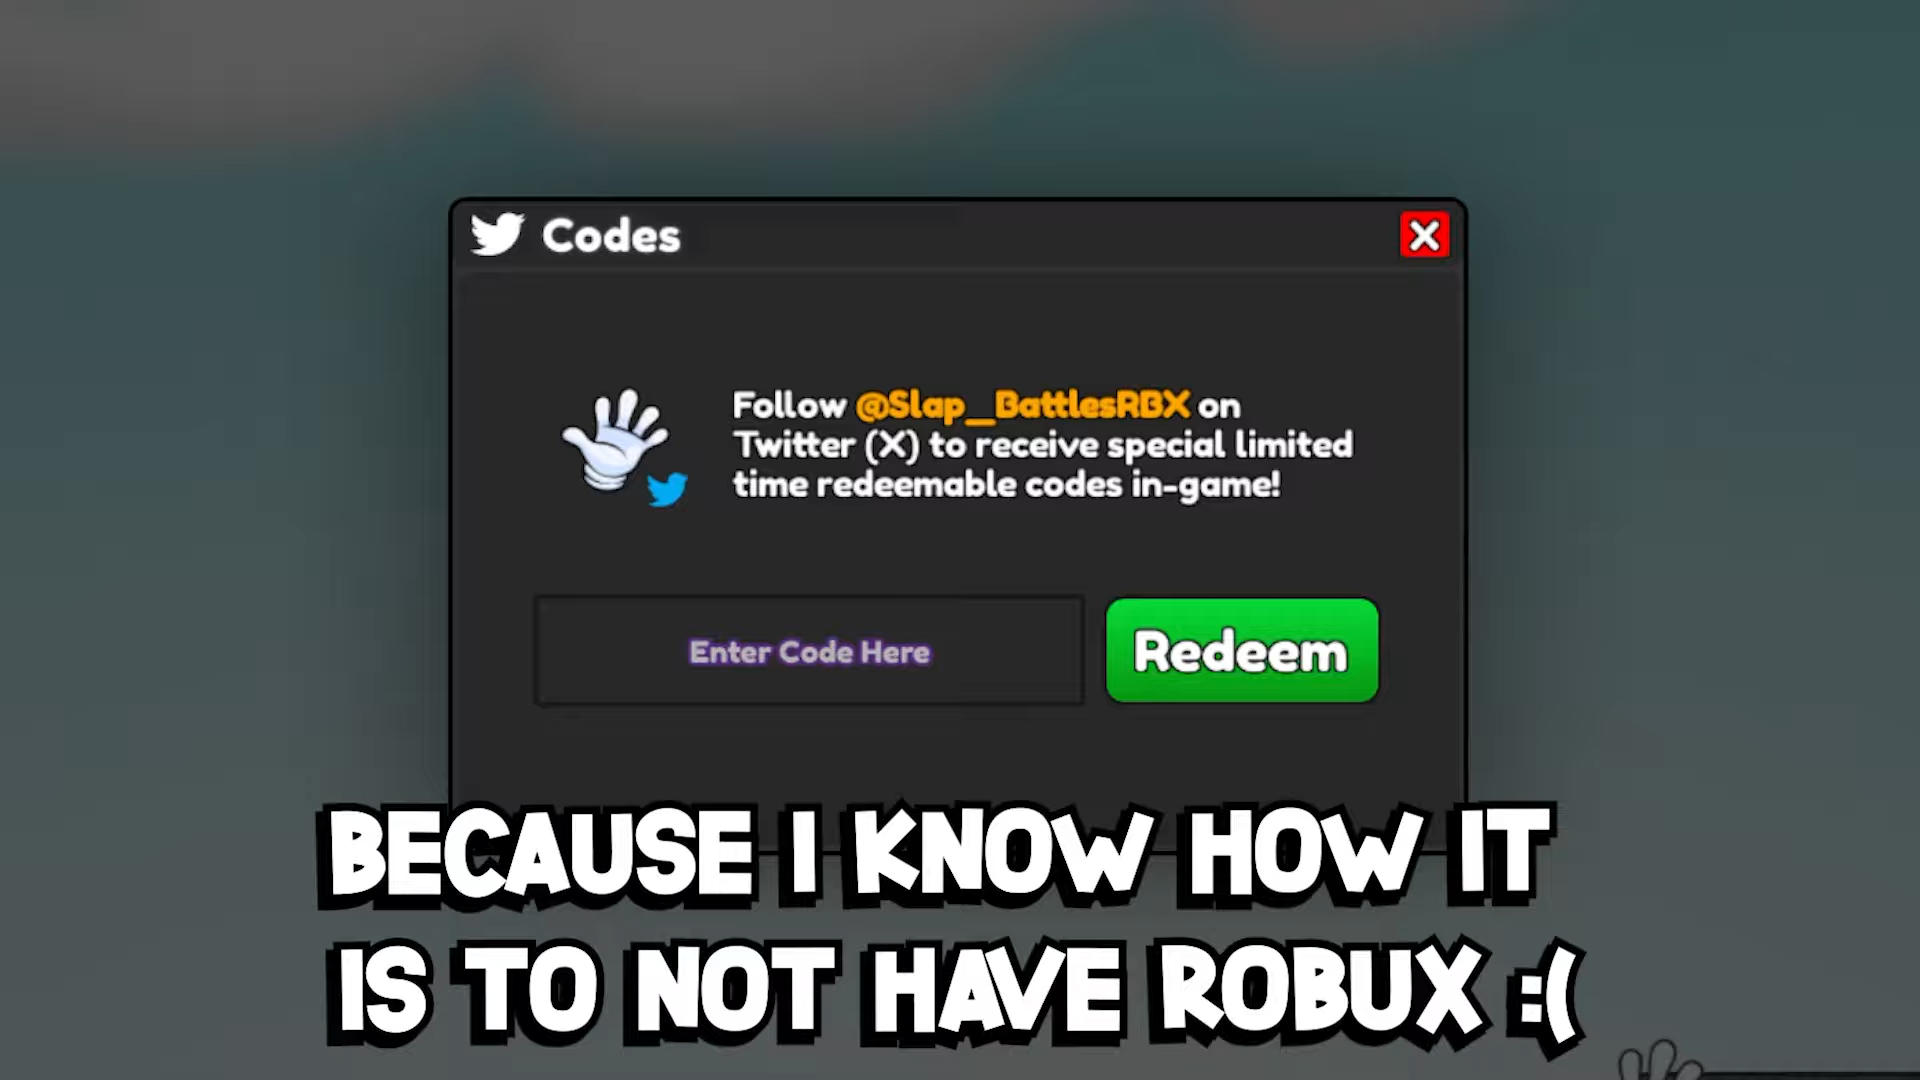 Codes
X
Follow @Slap_BattlesRBX on
Twitter (X) to receive special limited
time redeemable codes in-game!
Enter Code Here
Redeem
BECAUSE I KNOW HOW IT
IS TO NOT HAVE ROBUX :(